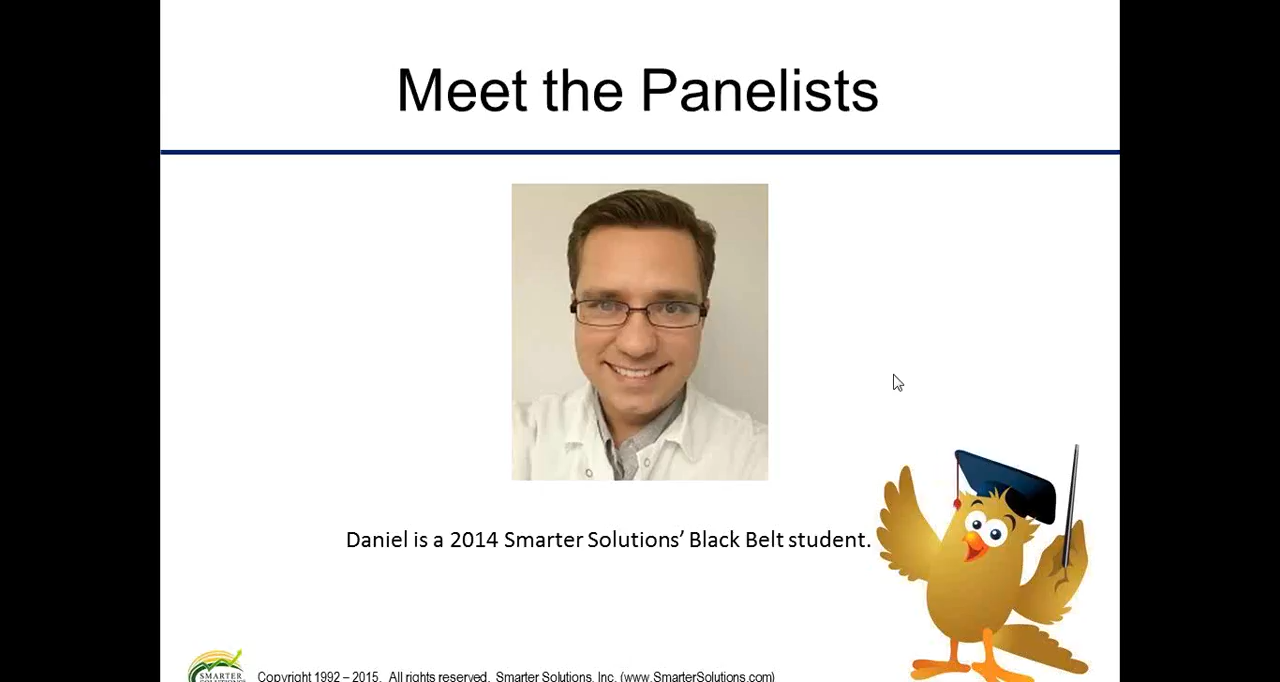 Meet the Panelists
Daniel is a 2014 Smarter Solutions’ Black Belt student.
SMARTER
Copyright 1992 – 2015. All rights reserved. Smarter Solutions, Inc. (www.SmarterSolutions.com)